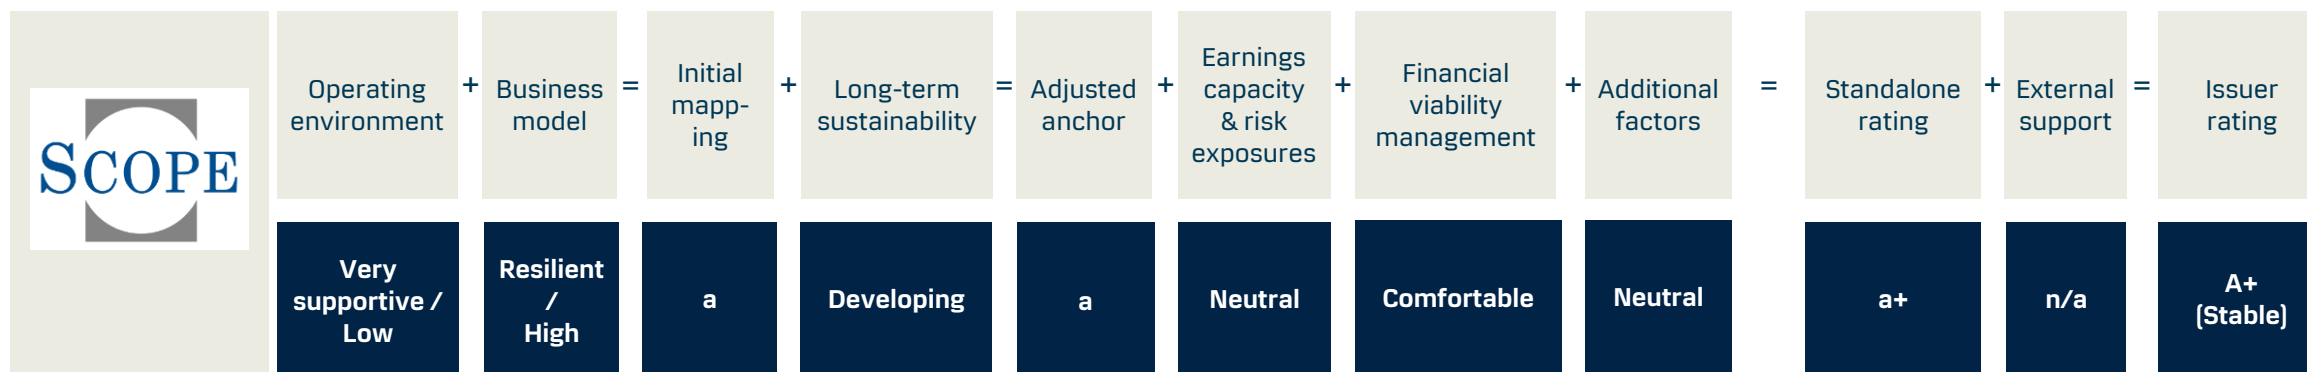 SCOPE
Operating
environment
+
Business
model
=
Initial
mapp-
ing
+
Long-term
sustainability
=
Adjusted
anchor
+
Earnings
capacity
& risk
exposures
+
Financial
viability
management
+
Additional
factors
=
Standalone
rating
+
External
support
=
Issuer
rating
Very
supportive /
Low
Resilient
/
High
a
Developing
a
Neutral
Comfortable
Neutral
a+
n/a
A+
(Stable)